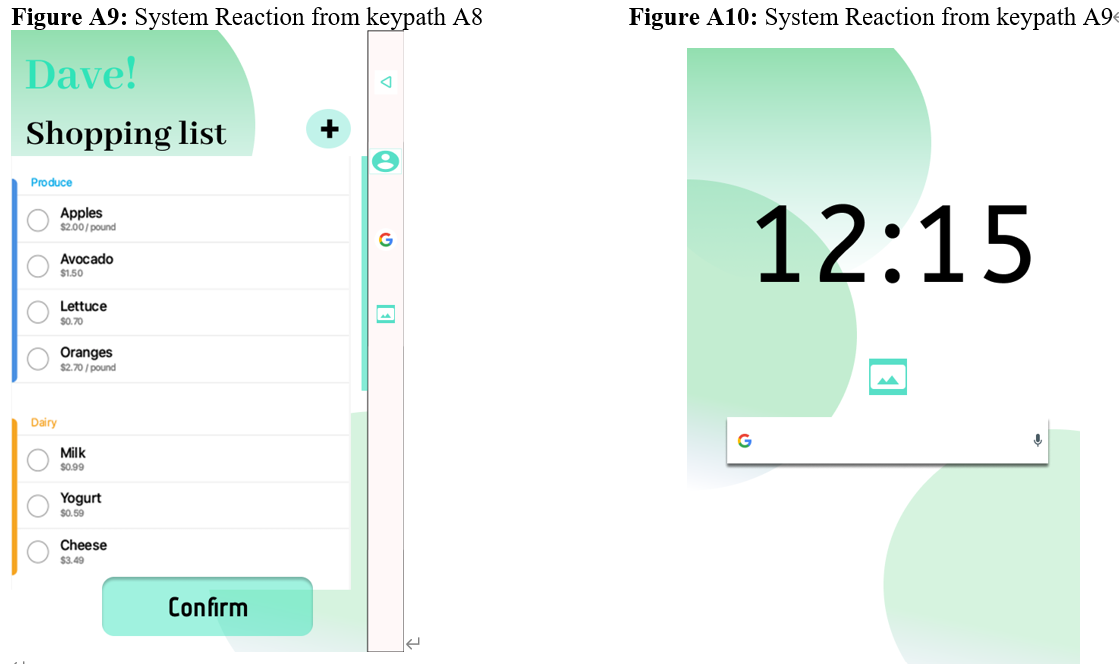 Figure A9: System Reaction from keypath A8
Figure A10: System Reaction from keypath A9
Dave!
Shopping list
Produce
Apples
$2.00 / pound
Avocado
$1.50
Lettuce
$0.70
Oranges
$2.70 / pound
Dairy
Milk
$0.99
Yogurt
$0.59
Cheese
$3.49
Confirm
12:15